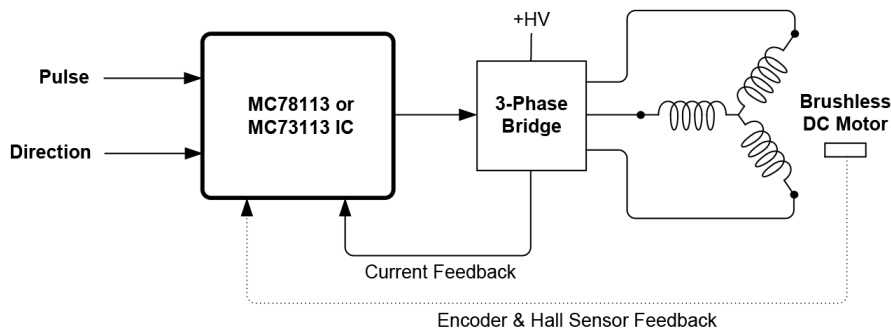 +HV
Pulse
MC78113 or
MC73113 IC
3-Phase
Bridge
Brushless
DC Motor
Direction
Current Feedback
Encoder & Hall Sensor Feedback